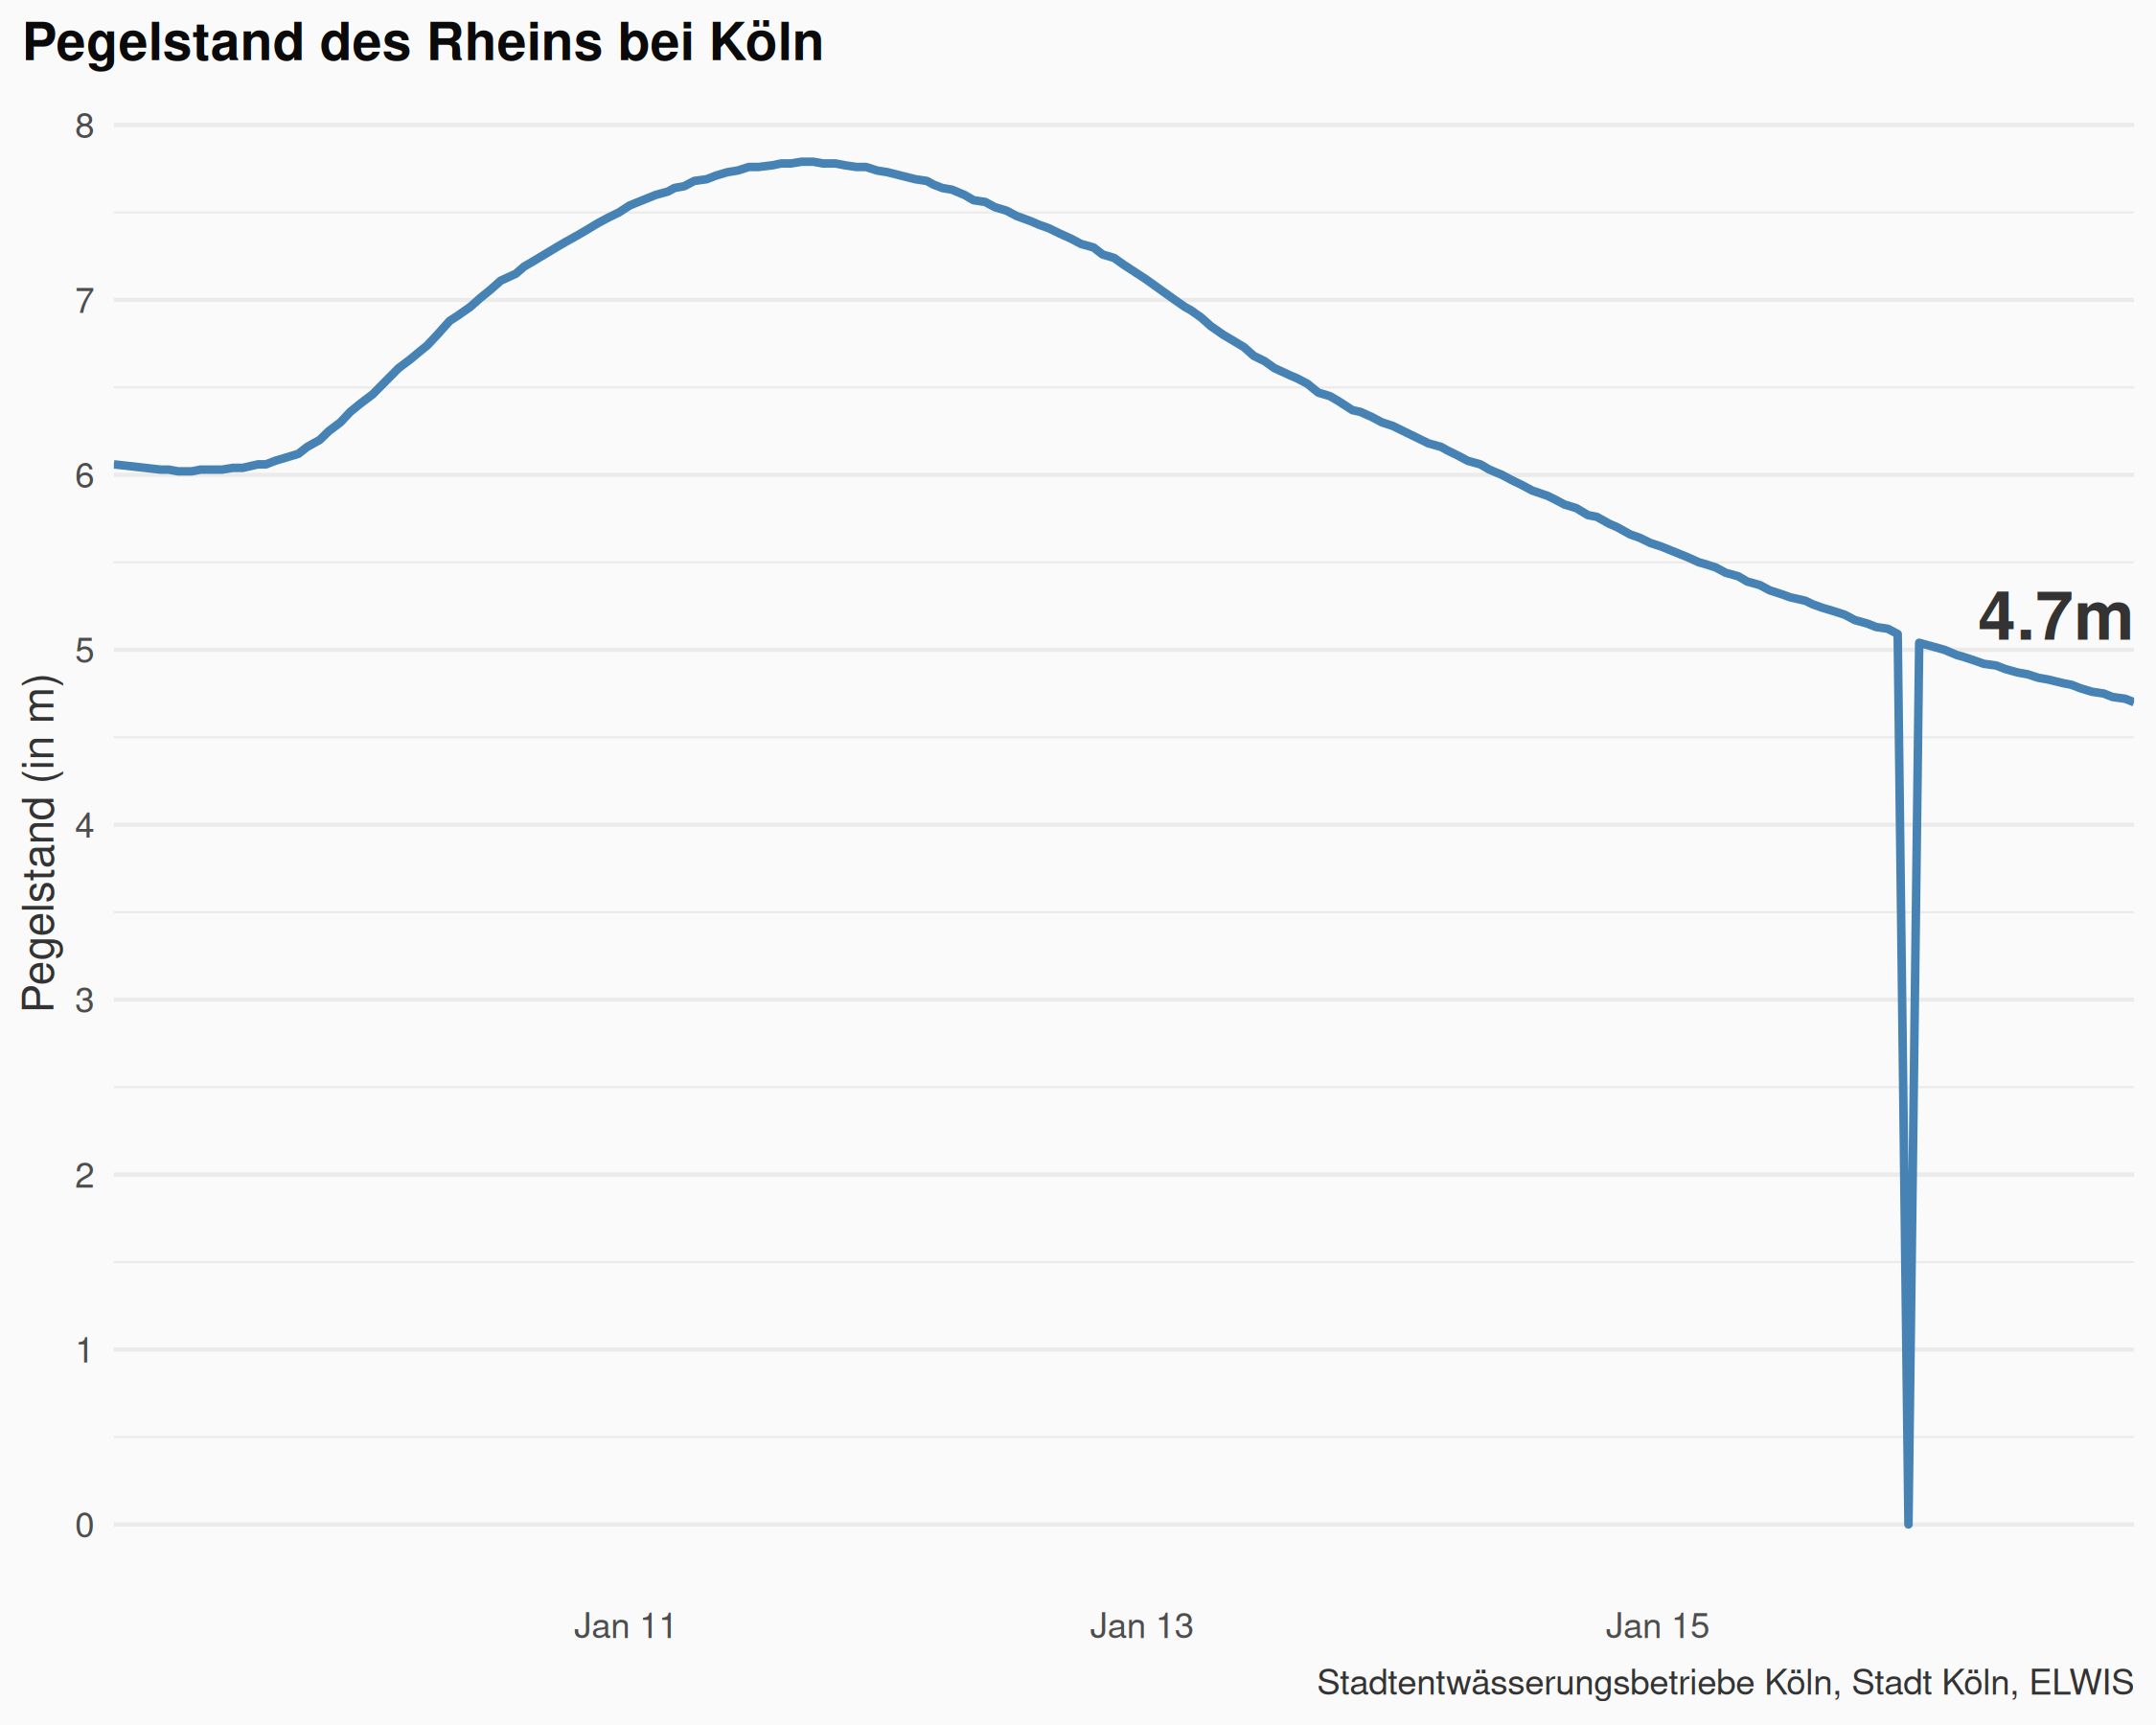 Pegelstand des Rheins bei Köln
8
7
6
5
4
3
2
1
0
Pegelstand (in m)
4.7m
Jan 11
Jan 13
Jan 15
Stadtentwässerungsbetriebe Köln, Stadt Köln, ELWIS